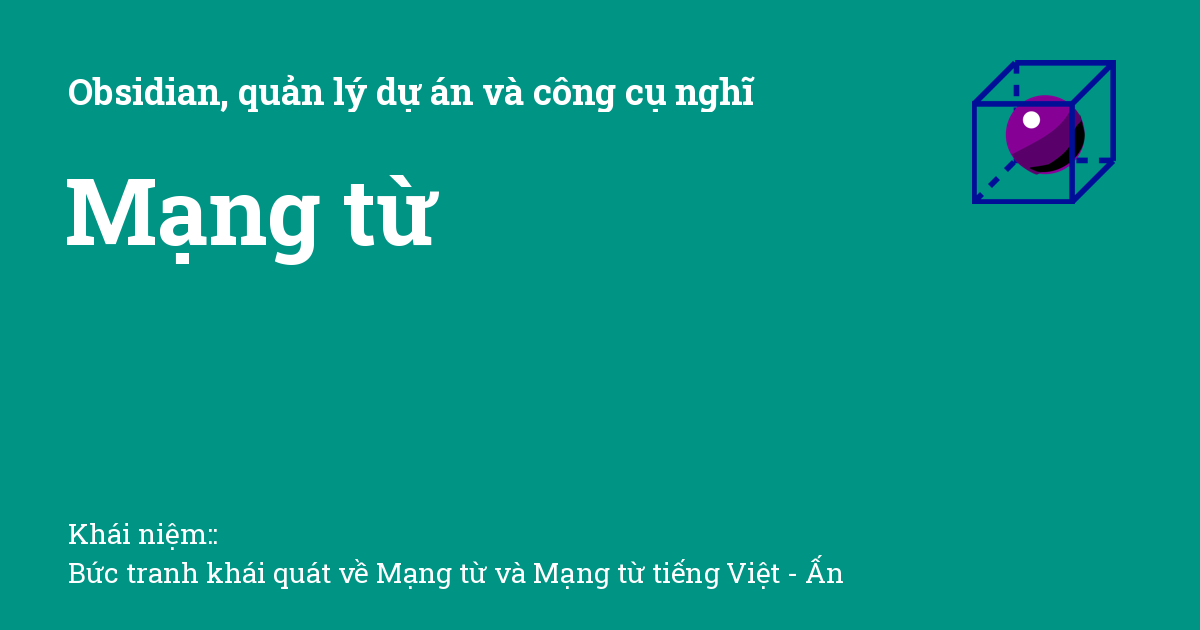 Obsidian, quản lý dự án và công cụ nghĩ
Mạng từ
Khái niệm::
Bức tranh khái quát về Mạng từ và Mạng từ tiếng Việt - Ấn